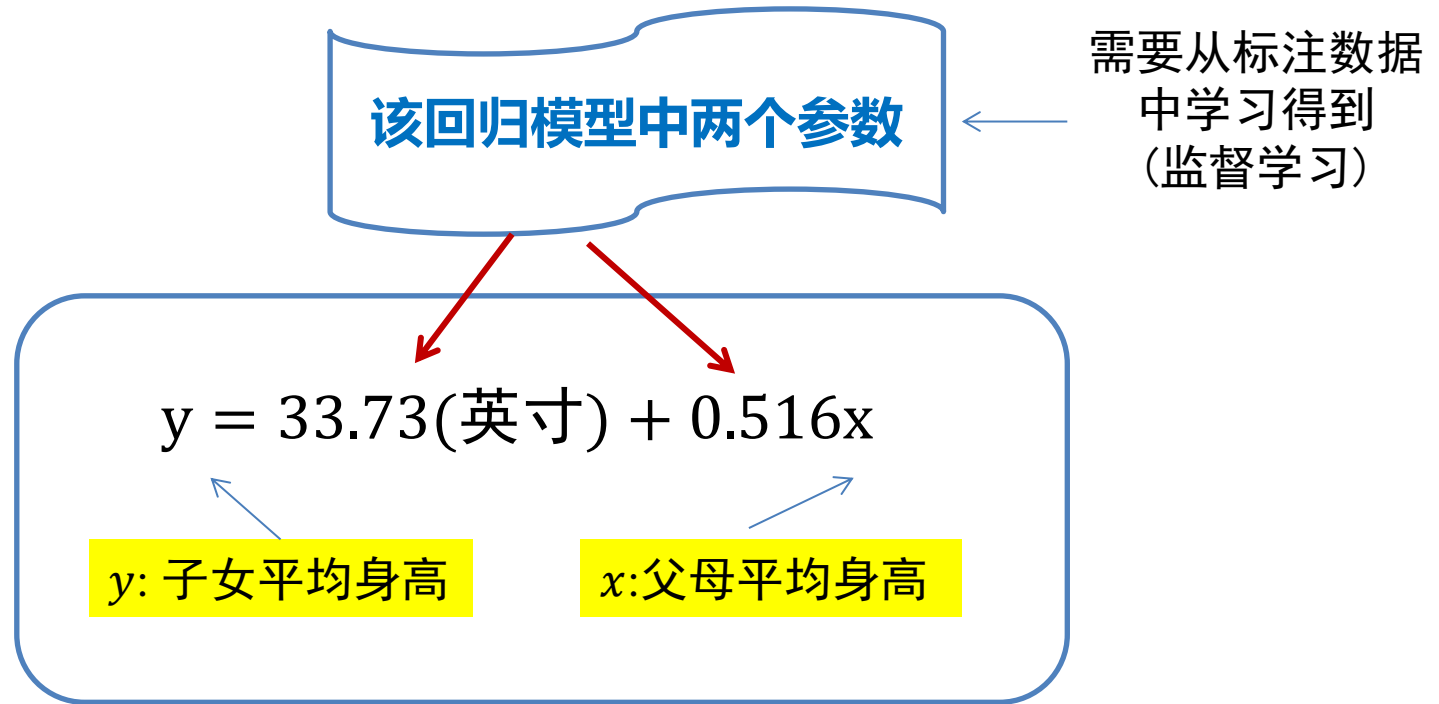 该回归模型中两个参数
需要从标注数据
中学习得到
(监督学习)
y = 33.73(英寸) + 0.516x
y: 子女平均身高
x:父母平均身高